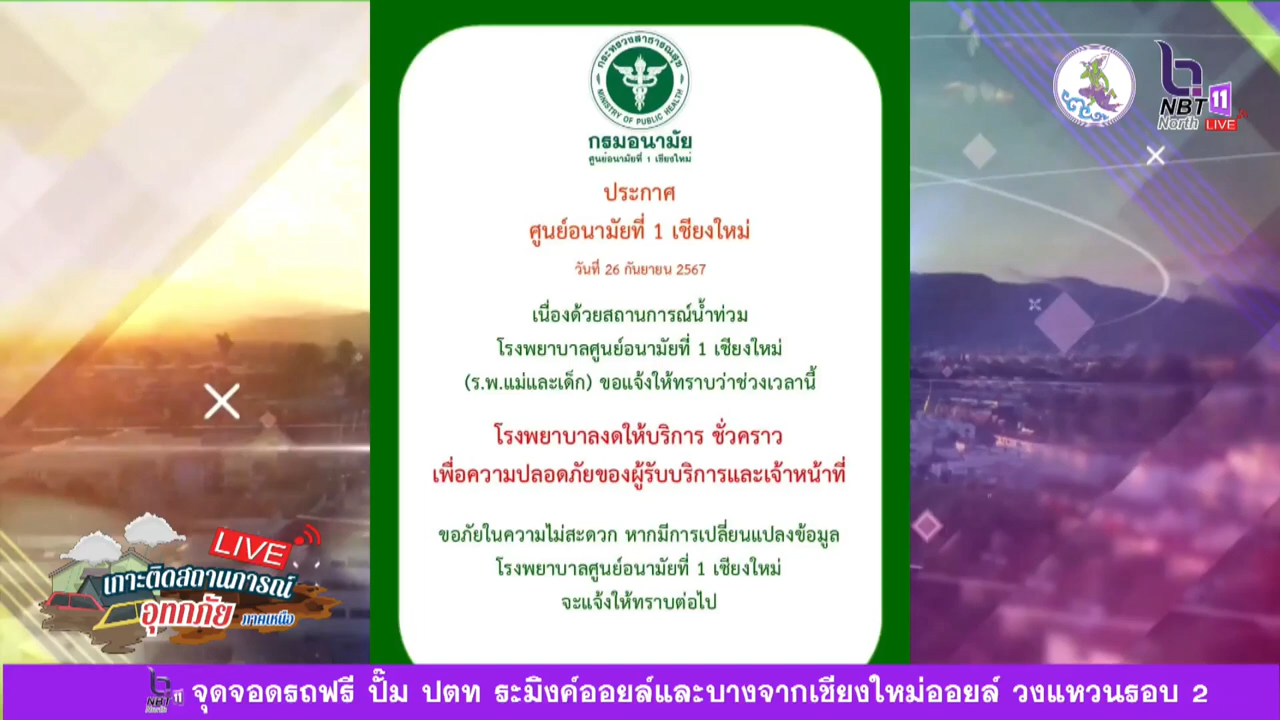 กระทรวงสาธารณสุข
MINISTRY OF PUBLIC HEALTH
กรมอนามัย
ศูนย์อนามัยที่ 1 เชียงใหม่
ประกาศ
ศูนย์อนามัยที่ 1 เชียงใหม่
วันที่ 26 กันยายน 2567
เนื่องด้วยสถานการณ์น้ำท่วม
โรงพยาบาลศูนย์อนามัยที่ 1 เชียงใหม่
(ร.พ.แม่และเด็ก) ขอแจ้งให้ทราบว่าช่วงเวลานี้
โรงพยาบาลงดให้บริการ ชั่วคราว
เพื่อความปลอดภัยของผู้รับบริการและเจ้าหน้าที่
ขอภัยในความไม่สะดวก หากมีการเปลี่ยนแปลงข้อมูล
โรงพยาบาลศูนย์อนามัยที่ 1 เชียงใหม่
จะแจ้งให้ทราบต่อไป
NBT 11
North LIVE
LIVE
เกาะติดสถานการณ์
อุทกภัย ภาคเหนือ
NBT 11
North
จุดจอดรถฟรี ปั๊ม ปตท ระมิงค์ออยล์และบางจากเชียงใหม่ออยล์ วงแหวนรอบ 2